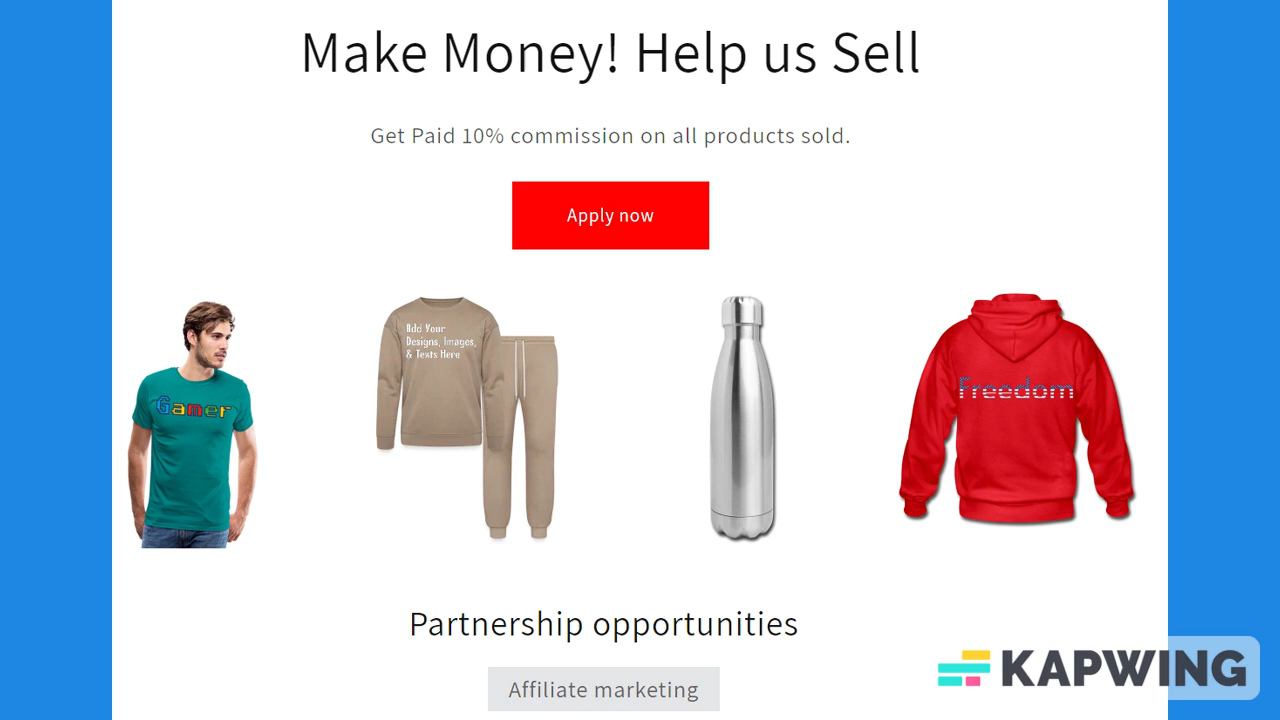 Make Money! Help us Sell
Get Paid 10% commission on all products sold.
Apply now
Gamer
Add Your
Designs, Images,
& Texts Here
Freedom
Partnership opportunities
Affiliate marketing
KAPWING